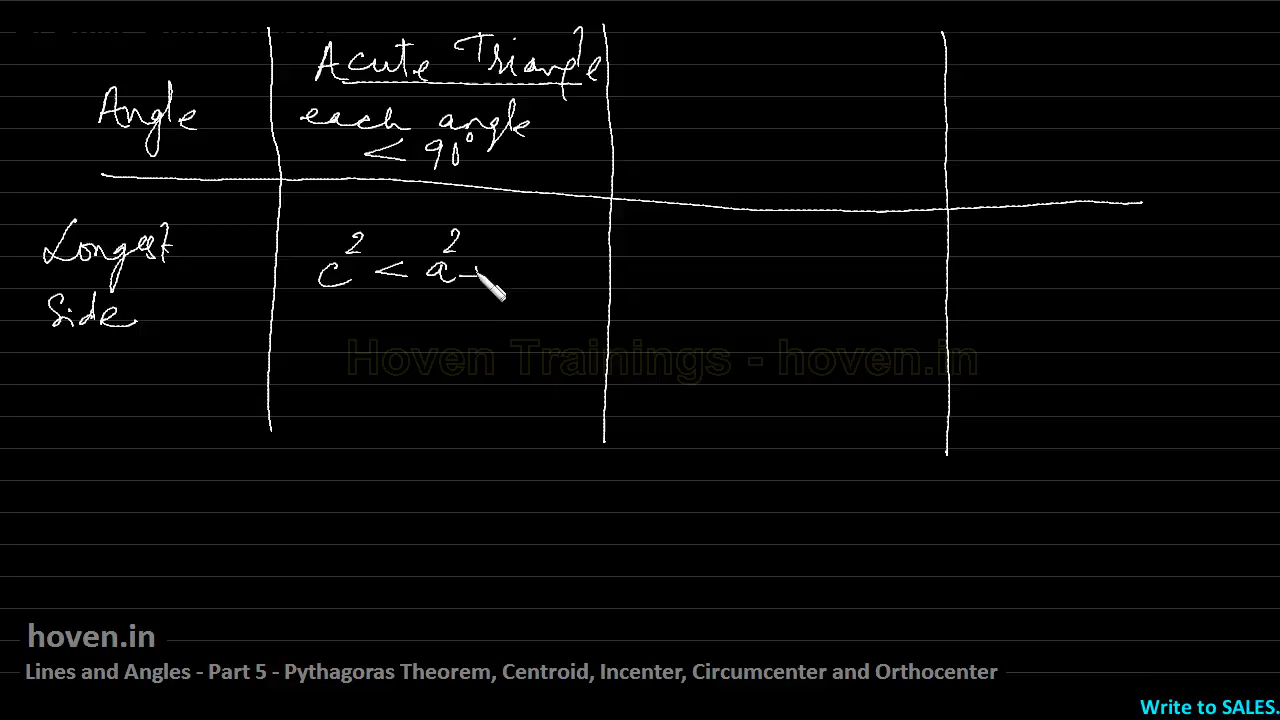 Acute Triangle
Angle
each angle
< 90°
Longest
Side
c² < a²
Hoven Trainings - hoven.in
hoven.in
Lines and Angles - Part 5 - Pythagoras Theorem, Centroid, Incenter, Circumcenter and Orthocenter
Write to SALES.